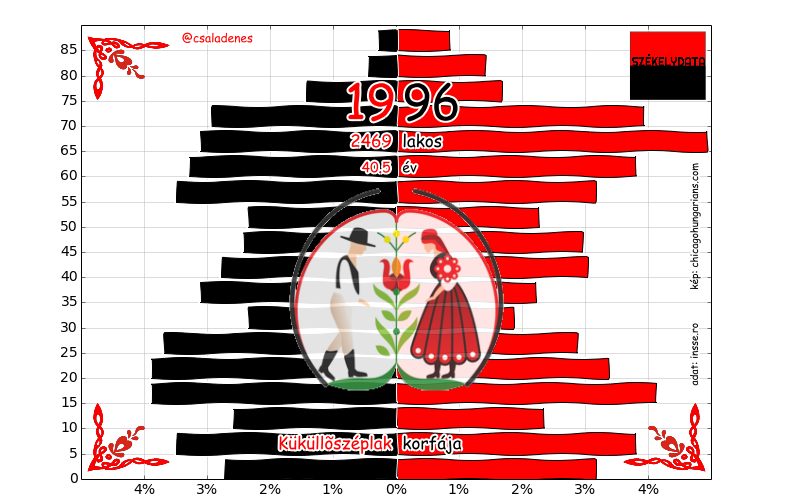 @csaladenes
SZÉKELYDATA
1996
2469 lakos
40.5 év
kép: chicagohungarians.com
adat: insse.ro
Küküllőszéplak korfája
85
80
75
70
65
60
55
50
45
40
35
30
25
20
15
10
5
0
4% 3% 2% 1% 0% 1% 2% 3% 4%